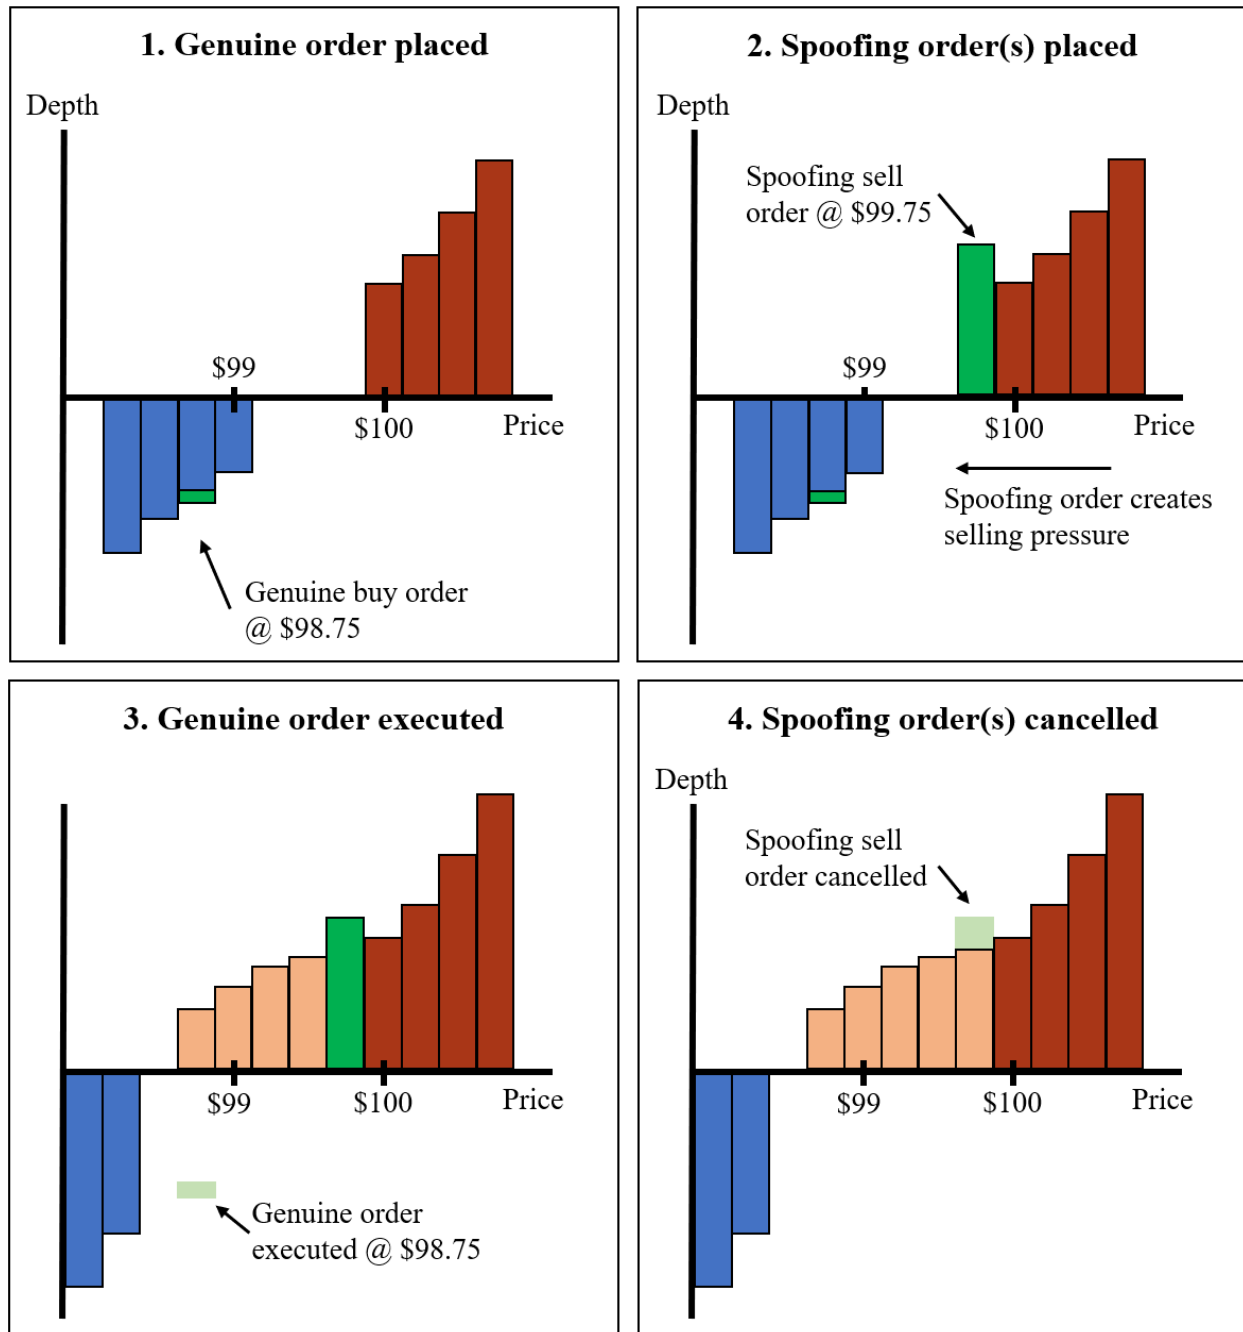 1. Genuine order placed
Depth
$99
$100
Price
Genuine buy order
@ $98.75
2. Spoofing order(s) placed
Spoofing sell
order @ $99.75
$99
$100
Price
Spoofing order creates
selling pressure
3. Genuine order executed
$99
$100
Price
Genuine order
executed @ $98.75
4. Spoofing order(s) cancelled
Depth
Spoofing sell
order cancelled
$99
$100
Price